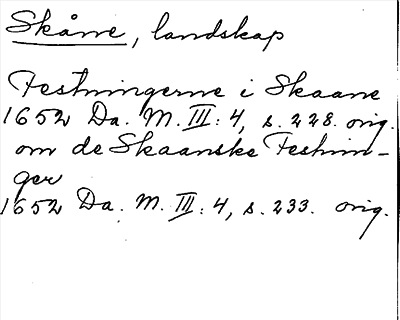 Skåne, landskap
Festningerne i Skaane
1652 Da. M. III: 4, s. 228. orig.
om de Skaanske Festnin-
ger
1652 Da. M. III: 4, s. 233. orig.